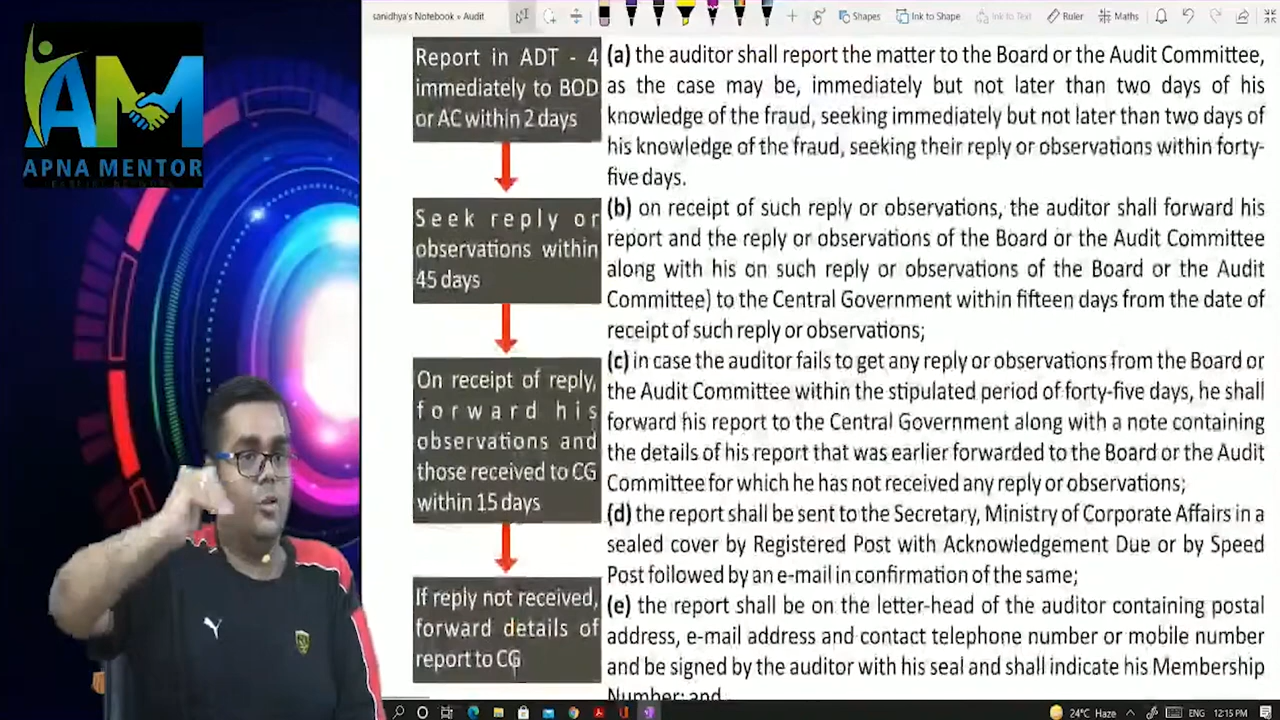 sanidhya's Notebook » Audit
Shapes
Ink to Shape
Ink to Text
Ruler
Maths
AM
APNA MENTOR
Report in ADT - 4
immediately to BOD
or AC within 2 days
Seek reply or
observations within
45 days
On receipt of reply,
forward his
observations and
those received to CG
within 15 days
If reply not received,
forward details of
report to CG
(a) the auditor shall report the matter to the Board or the Audit Committee,
as the case may be, immediately but not later than two days of his
knowledge of the fraud, seeking immediately but not later than two days of
his knowledge of the fraud, seeking their reply or observations within forty-
five days.
(b) on receipt of such reply or observations, the auditor shall forward his
report and the reply or observations of the Board or the Audit Committee
along with his on such reply or observations of the Board or the Audit
Committee) to the Central Government within fifteen days from the date of
receipt of such reply or observations;
(c) in case the auditor fails to get any reply or observations from the Board or
the Audit Committee within the stipulated period of forty-five days, he shall
forward his report to the Central Government along with a note containing
the details of his report that was earlier forwarded to the Board or the Audit
Committee for which he has not received any reply or observations;
(d) the report shall be sent to the Secretary, Ministry of Corporate Affairs in a
sealed cover by Registered Post with Acknowledgement Due or by Speed
Post followed by an e-mail in confirmation of the same;
(e) the report shall be on the letter-head of the auditor containing postal
address, e-mail address and contact telephone number or mobile number
and be signed by the auditor with his seal and shall indicate his Membership
Number; and
24°C Haze
ENG
12:15 PM